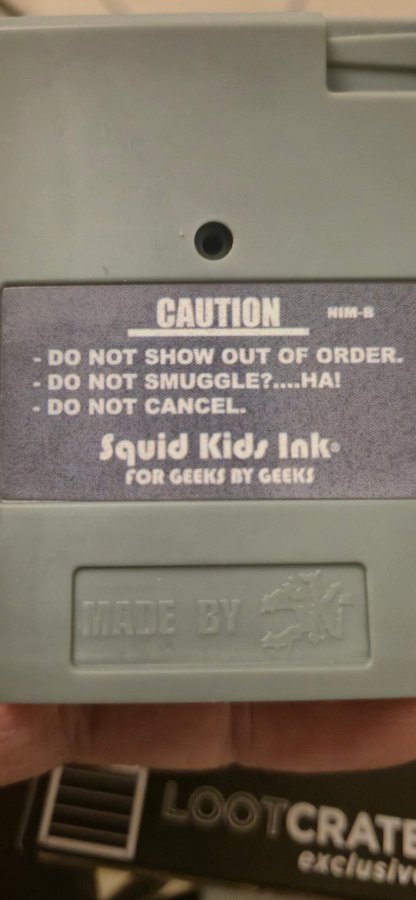 CAUTION NIM-B
- DO NOT SHOW OUT OF ORDER.
- DO NOT SMUGGLE?....HA!
- DO NOT CANCEL.
Squid Kids Ink®
FOR GEEKS BY GEEKS
MADE BY SKI
LOOTCRATE
exclusive